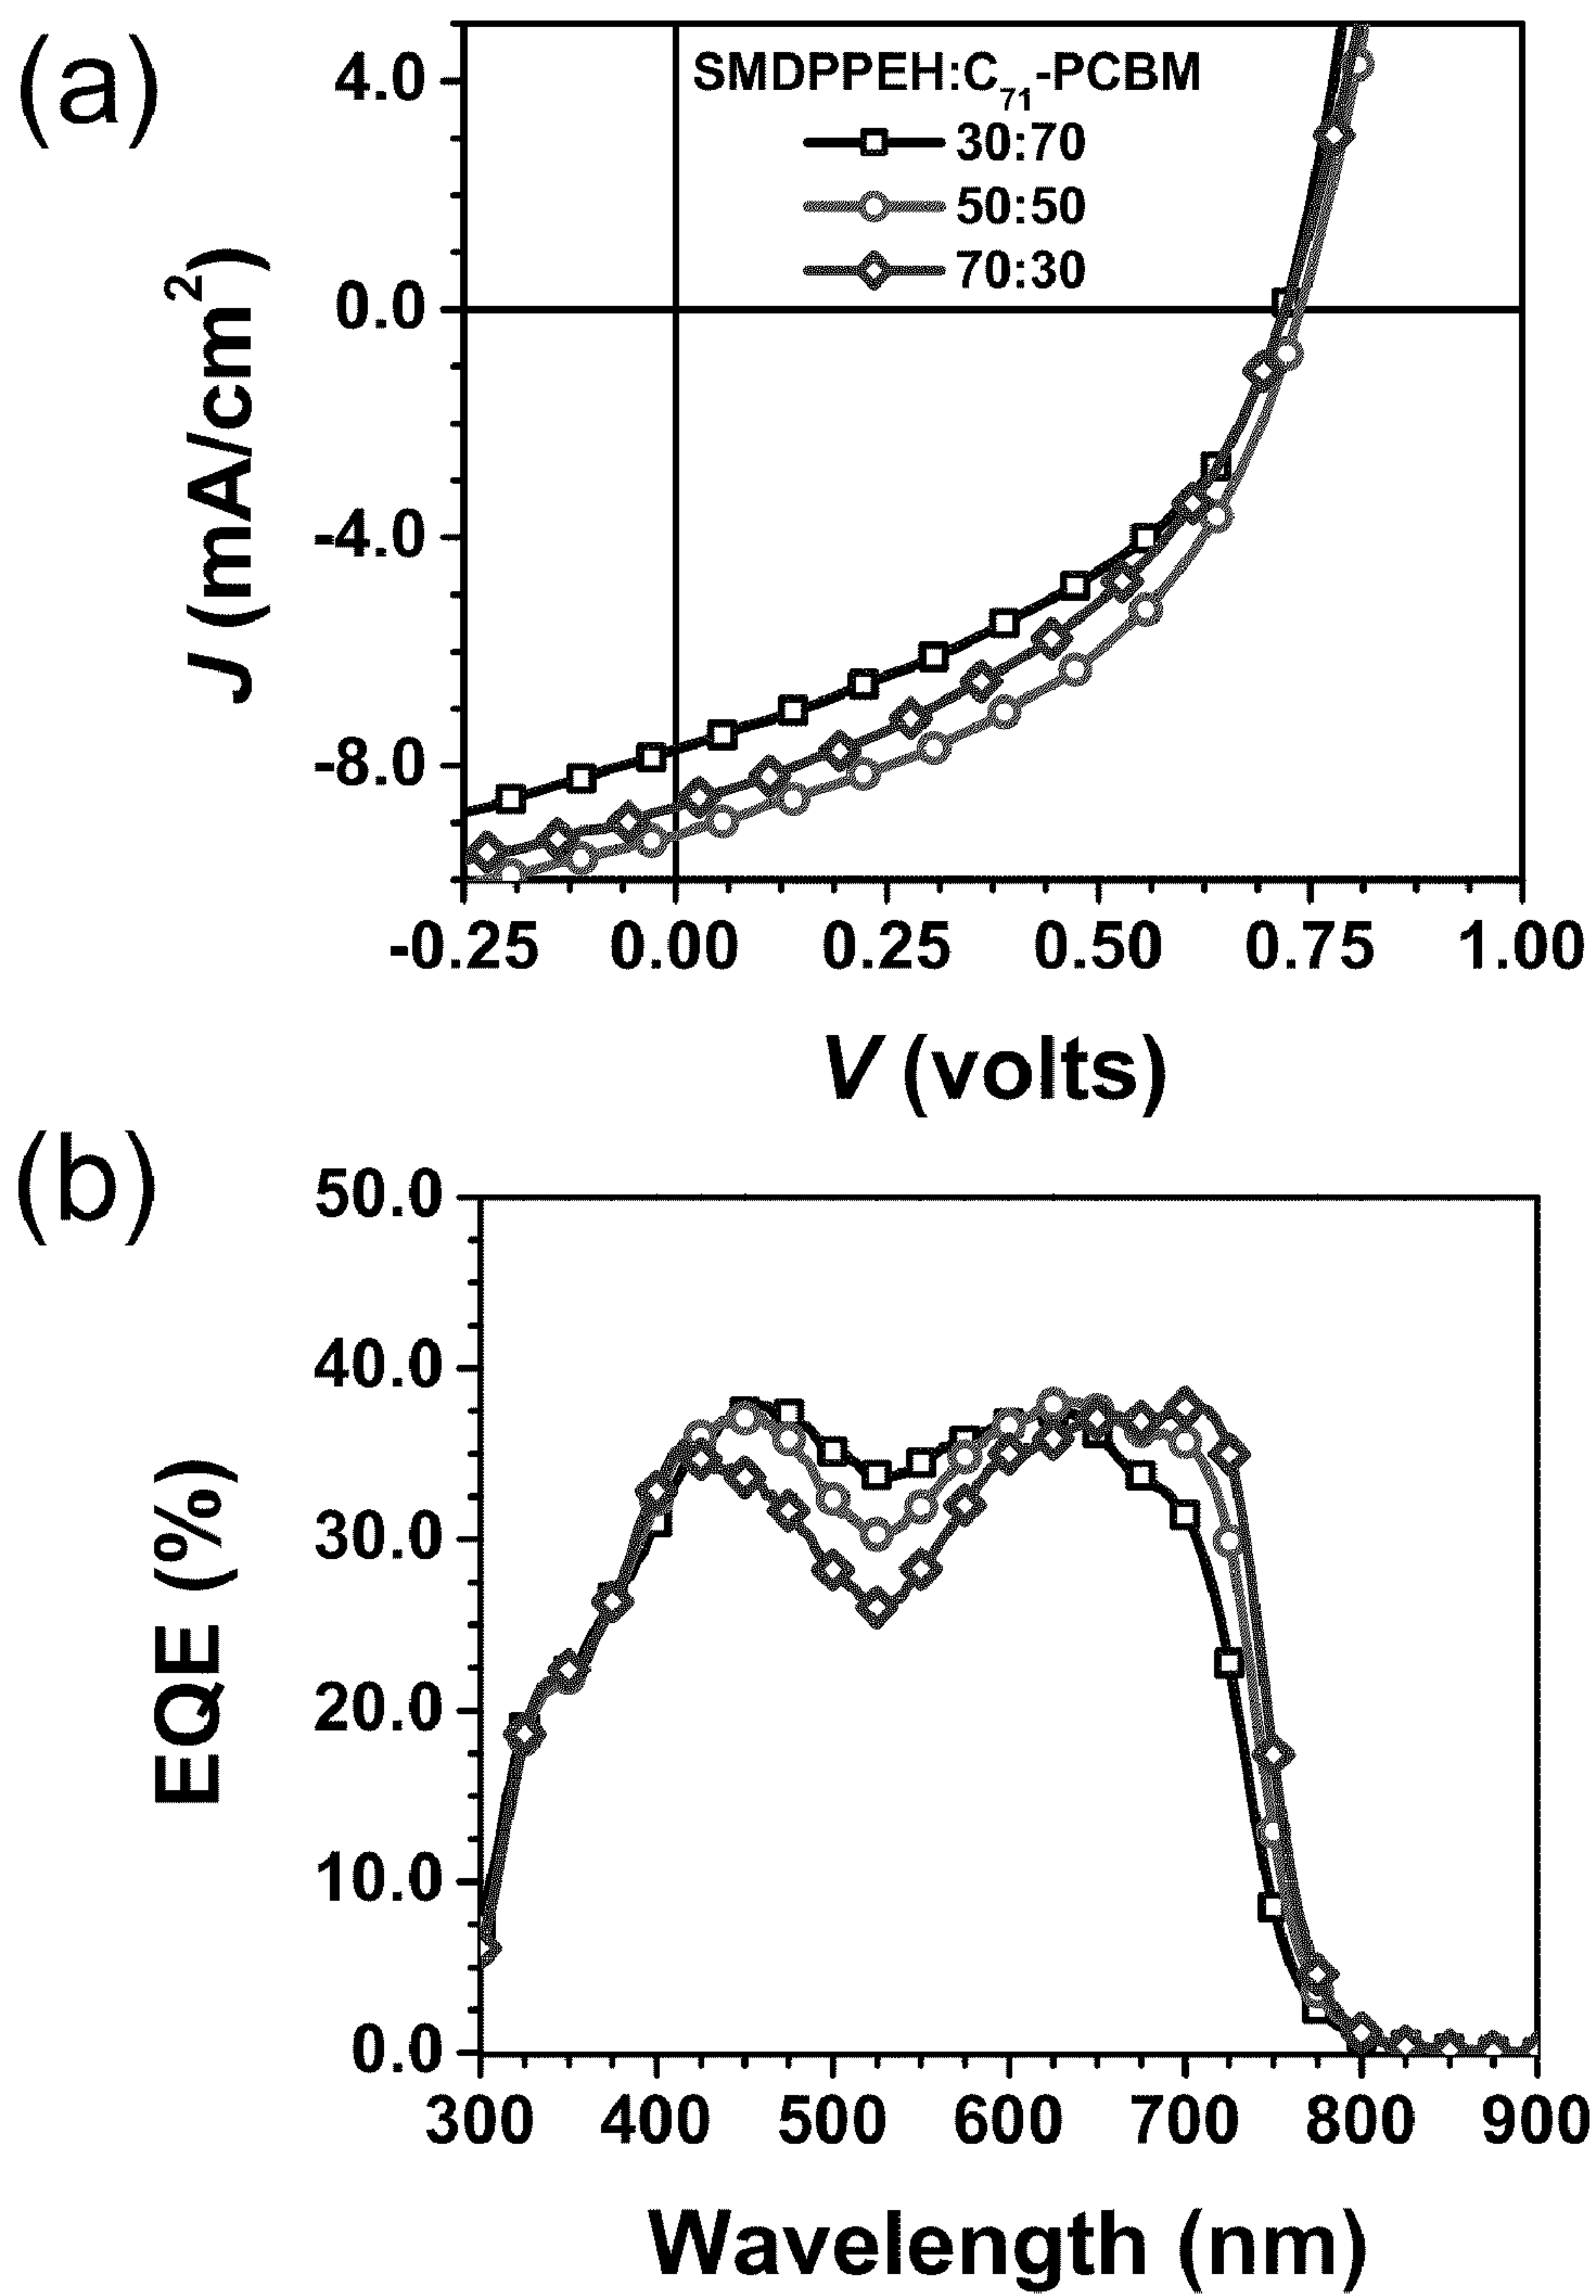 (a)
SMDPPEH:C71-PCBM
30:70
50:50
70:30
4.0
0.0
-4.0
-8.0
J (mA/cm2)
-0.25 0.00 0.25 0.50 0.75 1.00
V (volts)
(b)
50.0
40.0
30.0
20.0
10.0
0.0
EQE (%)
300 400 500 600 700 800 900
Wavelength (nm)